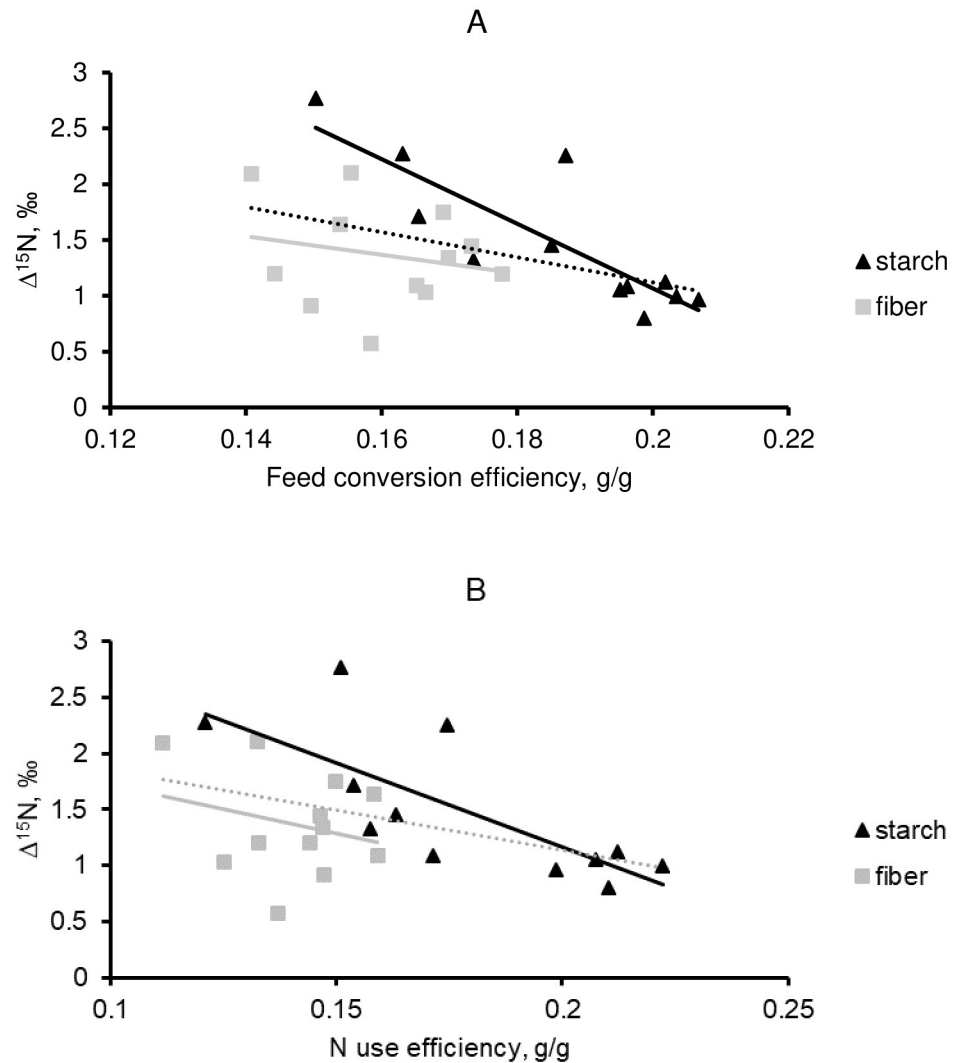 A
3
2.5
2
1.5
1
0.5
0
Δ¹⁵N, ‰
0.12 0.14 0.16 0.18 0.2 0.22
Feed conversion efficiency, g/g
starch
fiber
B
3
2.5
2
1.5
1
0.5
0
Δ¹⁵N, ‰
0.1 0.15 0.2 0.25
N use efficiency, g/g
starch
fiber